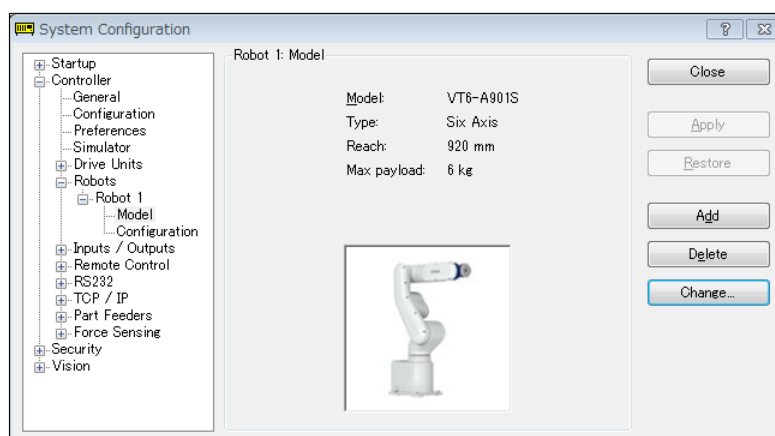 System Configuration
Startup
Controller
General
Configuration
Preferences
Simulator
Drive Units
Robots
Robot 1
Model
Configuration
Inputs / Outputs
Remote Control
RS232
TCP / IP
Part Feeders
Force Sensing
Security
Vision
Robot 1: Model
Model: VT6-A901S
Type: Six Axis
Reach: 920 mm
Max payload: 6 kg
Close
Apply
Restore
Add
Delete
Change...